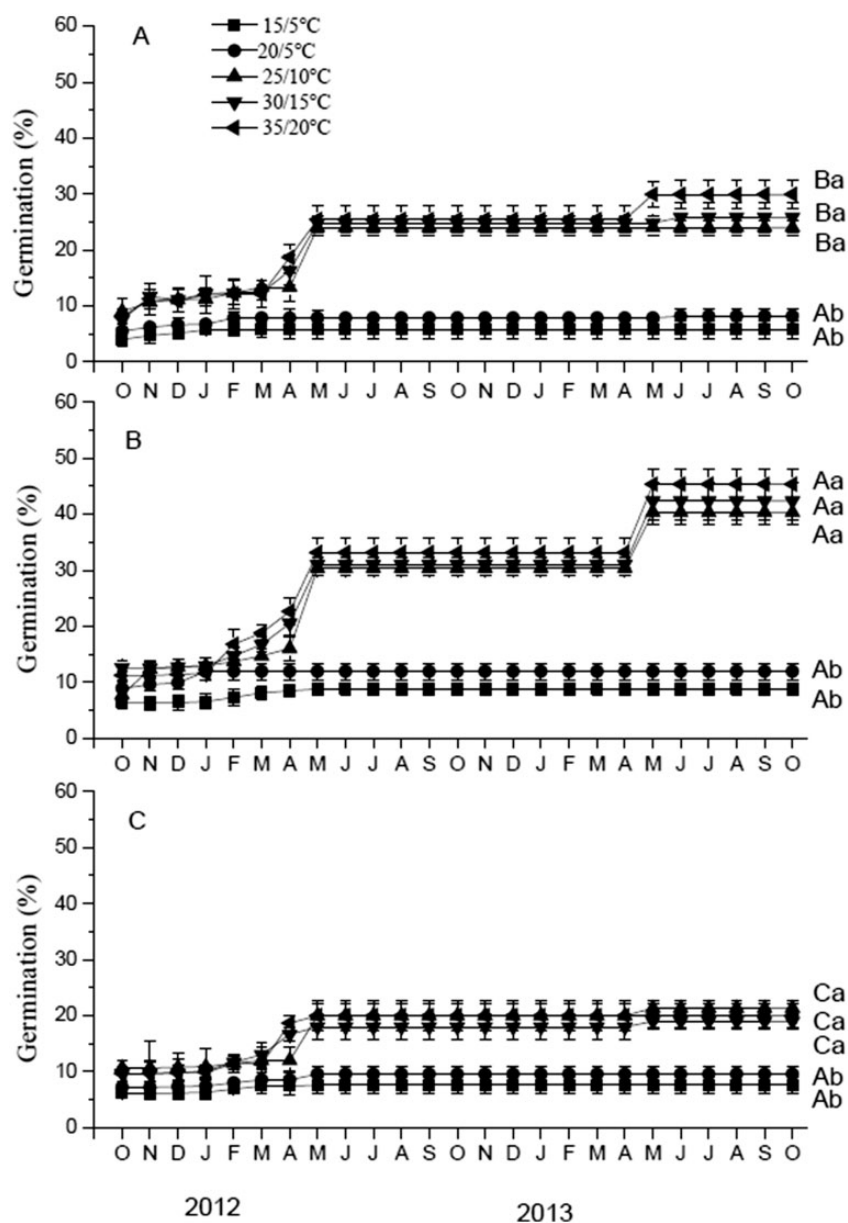 A
15/5°C
20/5°C
25/10°C
30/15°C
35/20°C
Germination (%)
60
50
40
30
20
10
0
Ba
Ba
Ba
Ab
Ab
O N D J F M A M J J A S O N D J F M A M J J A S O
B
Germination (%)
60
50
40
30
20
10
0
Aa
Aa
Aa
Ab
Ab
O N D J F M A M J J A S O N D J F M A M J J A S O
C
Germination (%)
60
50
40
30
20
10
0
Ca
Ca
Ca
Ab
Ab
O N D J F M A M J J A S O N D J F M A M J J A S O
2012 2013